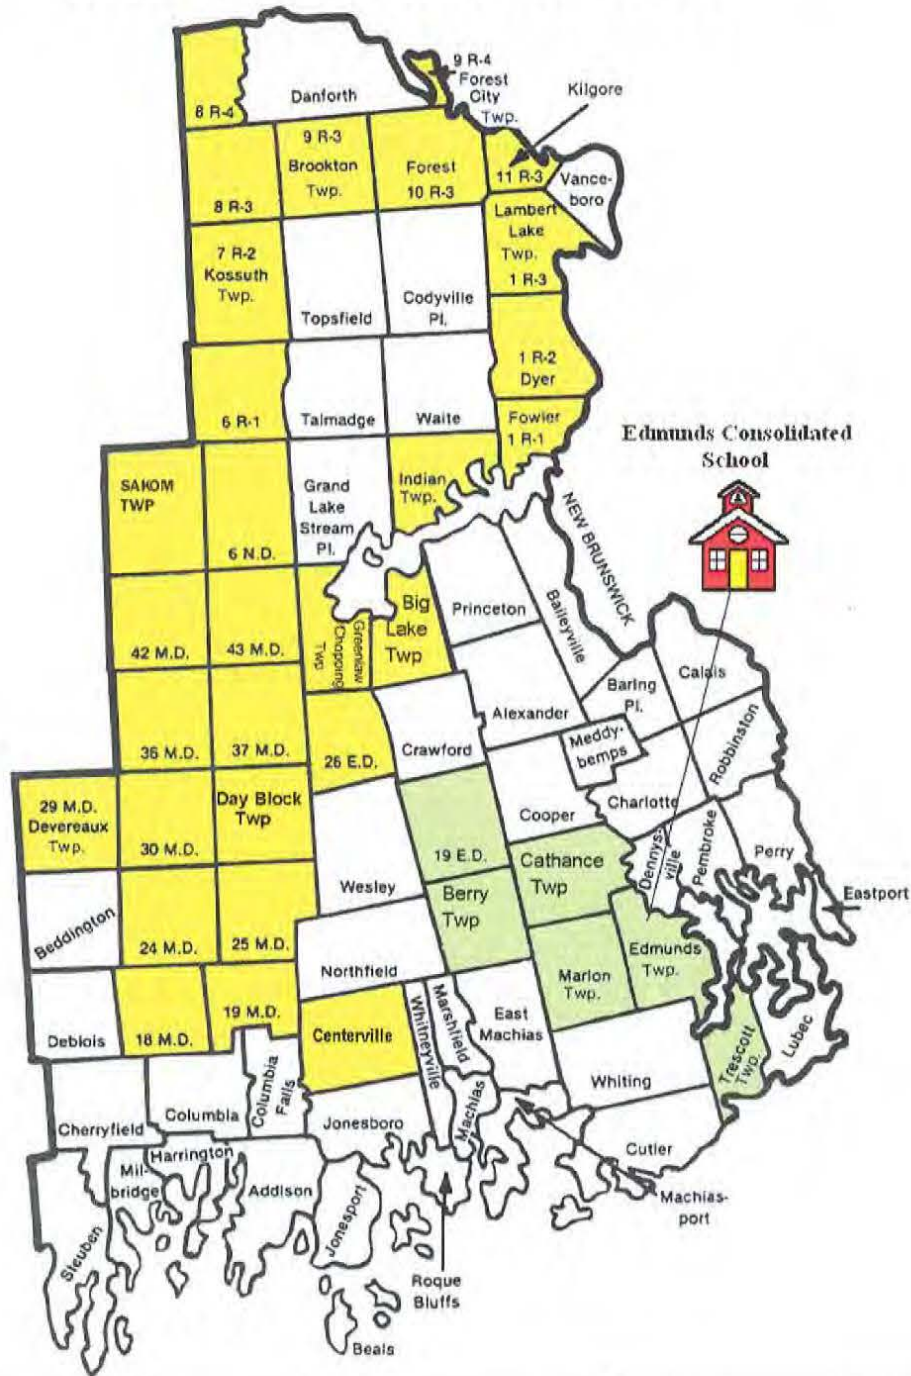 9 R-4
Forest
City
Twp.
Kilgore
8 R-4
Danforth
9 R-3
Brookton
Twp.
Forest
10 R-3
11 R-3
Vance-
boro
8 R-3
Lambert
Lake
Twp.
1 R-3
7 R-2
Kossuth
Twp.
Topsfield
Codyville
Pl.
1 R-2
Dyer
6 R-1
Talmadge
Waite
Fowler
1 R-1
Edmunds Consolidated
School
SAKOM
TWP
6 N.D.
Grand
Lake
Stream
Pl.
Indian
Twp.
NEW BRUNSWICK
42 M.D.
43 M.D.
Greenlaw
Chopping
Twp
Big
Lake
Twp
Princeton
Baileyville
Baring
Pl.
Calais
36 M.D.
37 M.D.
26 E.D.
Crawford
Alexander
Meddy-
bemps
Robbinston
29 M.D.
Devereaux
Twp.
30 M.D.
Day Block
Twp
Wesley
19 E.D.
Cooper
Charlotte
Cathance
Twp
Dennys-
ville
Pembroke
Perry
Eastport
Beddington
24 M.D.
25 M.D.
Berry
Twp
Northfield
Marion
Twp.
Edmunds
Twp.
Deblois
18 M.D.
19 M.D.
Centerville
Whitneyville
Marshfield
East
Machias
Trescott
Twp.
Lubec
Whiting
Cherryfield
Columbia
Columbia
Falls
Jonesboro
Machias
Cutler
Machias-
port
Steuben
Mil-
bridge
Harrington
Addison
Jonesport
Roque
Bluffs
Beals